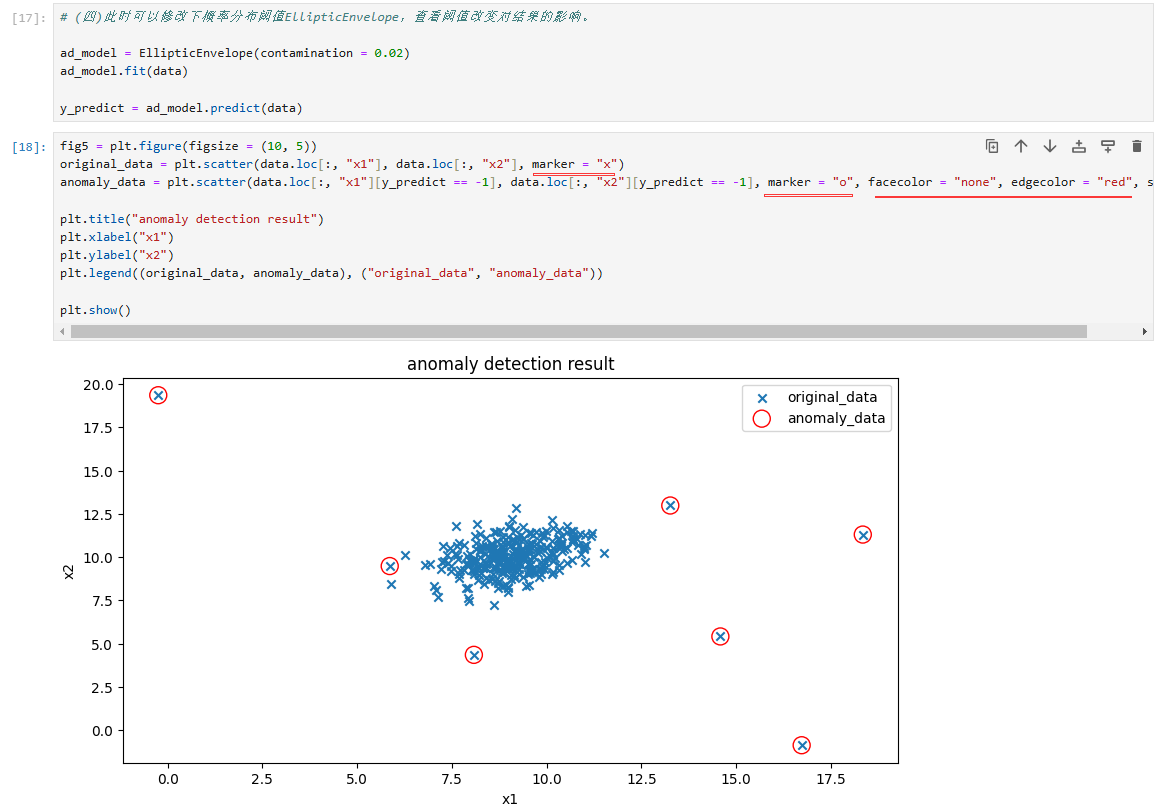 [17]:
# (四)此时可以修改下概率分布阈值EllipticEnvelope，查看阈值改变对结果的影响。
ad_model = EllipticEnvelope(contamination = 0.02)
ad_model.fit(data)
y_predict = ad_model.predict(data)
[18]:
fig5 = plt.figure(figsize = (10, 5))
original_data = plt.scatter(data.loc[:, "x1"], data.loc[:, "x2"], marker = "x")
anomaly_data = plt.scatter(data.loc[:, "x1"][y_predict == -1], data.loc[:, "x2"][y_predict == -1], marker = "o", facecolor = "none", edgecolor = "red", s
plt.title("anomaly detection result")
plt.xlabel("x1")
plt.ylabel("x2")
plt.legend((original_data, anomaly_data), ("original_data", "anomaly_data"))
plt.show()
anomaly detection result
original_data
anomaly_data
20.0
17.5
15.0
12.5
10.0
7.5
5.0
2.5
0.0
x2
0.0 2.5 5.0 7.5 10.0 12.5 15.0 17.5
x1